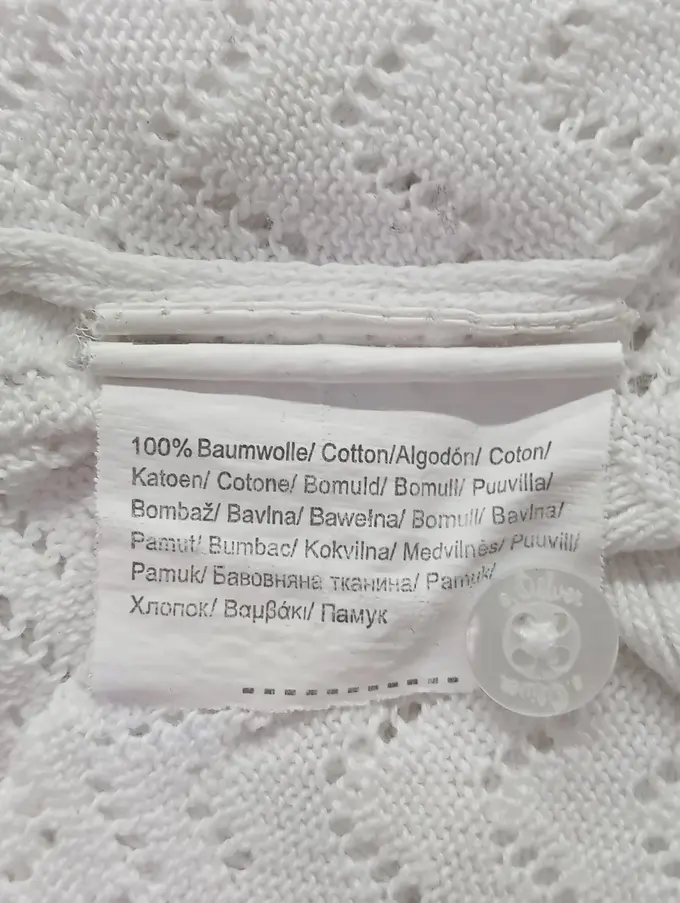 100% Baumwolle/ Cotton/Algodón/ Coton/
Katoen/ Cotone/ Bomuld/ Bomull/ Puuvilla/
Bombaž/ Bavlna/ Bawełna/ Bomull/ Bavlna/
Pamut/ Bumbac/ Kokvilna/ Medvilnės/ Puuvill/
Pamuk/ Бавовняна тканина/ Pamuk/
Хлопок/ Βαμβάκι/ Памук